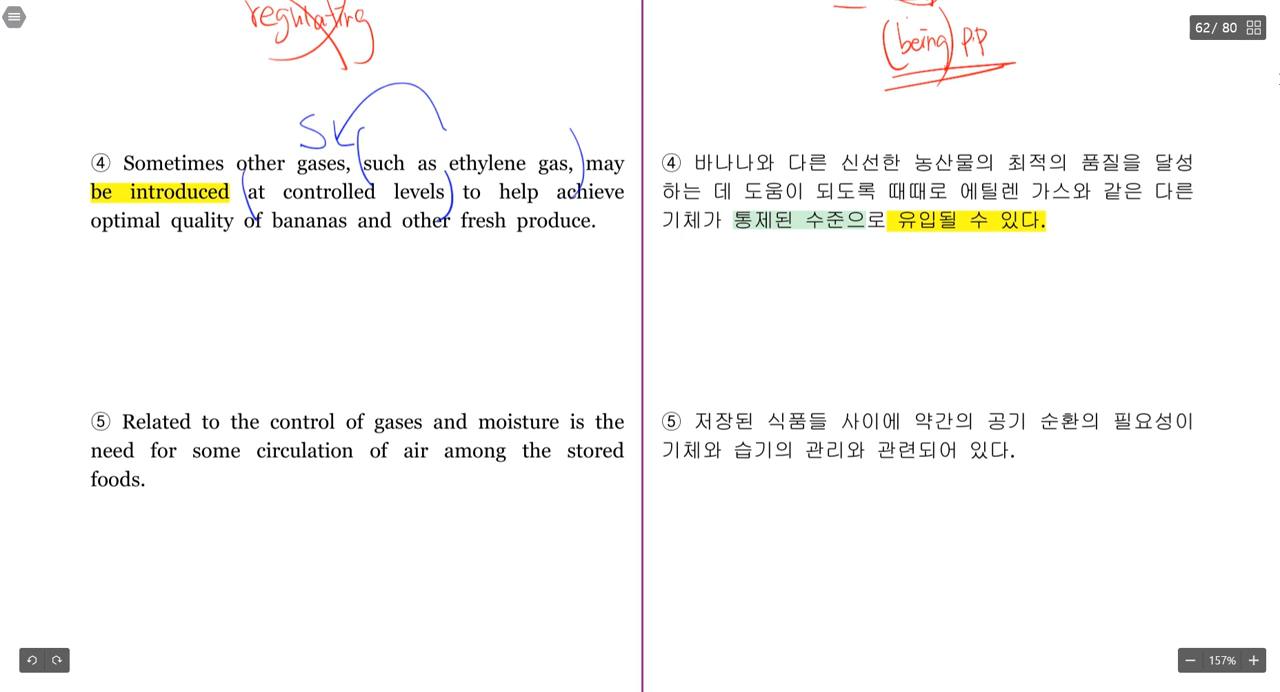 regulating
(being) P.P
62/ 80
S
④ Sometimes other gases, such as ethylene gas, may
be introduced at controlled levels to help achieve
optimal quality of bananas and other fresh produce.
④ 바나나와 다른 신선한 농산물의 최적의 품질을 달성
하는 데 도움이 되도록 때때로 에틸렌 가스와 같은 다른
기체가 통제된 수준으로 유입될 수 있다.
⑤ Related to the control of gases and moisture is the
need for some circulation of air among the stored
foods.
⑤ 저장된 식품들 사이에 약간의 공기 순환의 필요성이
기체와 습기의 관리와 관련되어 있다.
157%